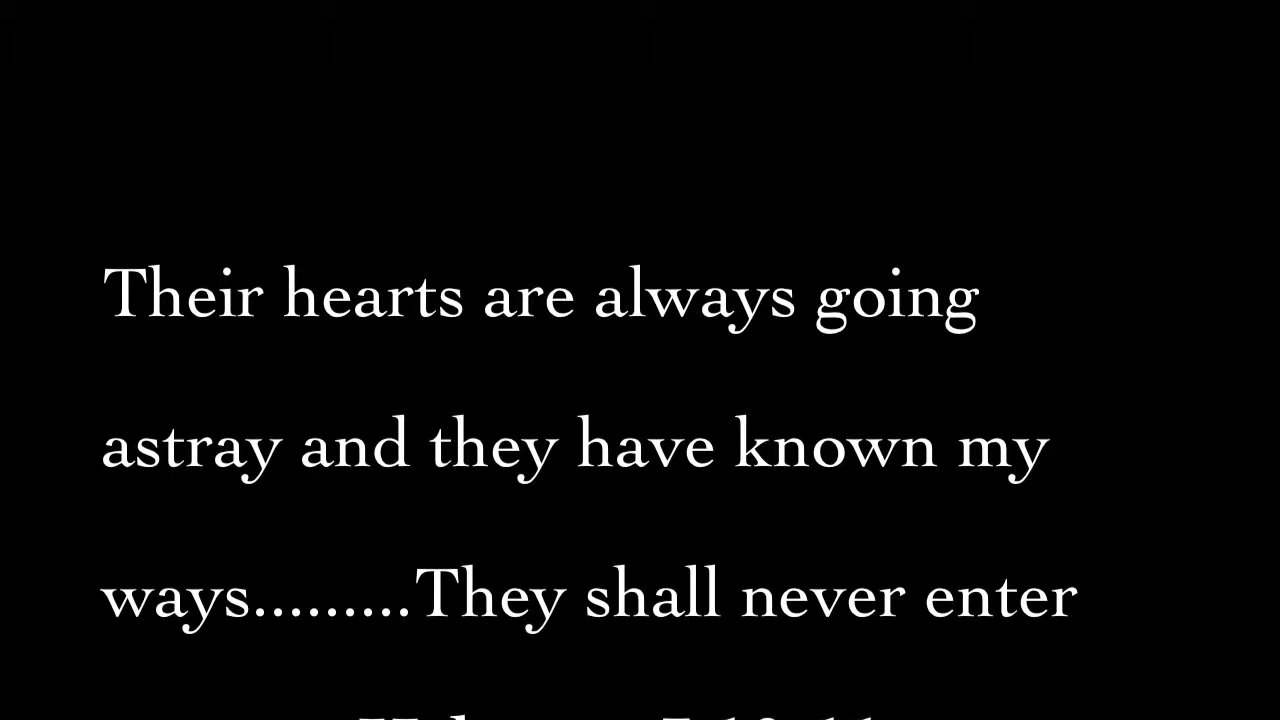 Their hearts are always going
astray and they have known my
ways.........They shall never enter